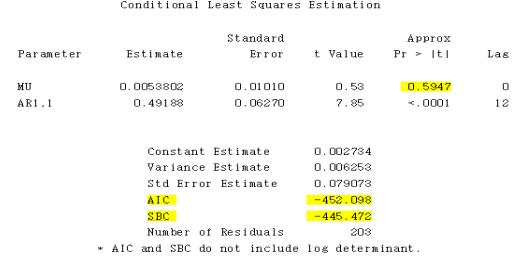 Conditional Least Squares Estimation
Standard Approx
Parameter Estimate Error t Value Pr > |t| Lag
MU 0.0053802 0.01010 0.53 0.5947 0
AR1,1 0.49188 0.06270 7.85 <.0001 12
Constant Estimate 0.002734
Variance Estimate 0.006253
Std Error Estimate 0.079073
AIC -452.098
SBC -445.472
Number of Residuals 203
* AIC and SBC do not include log determinant.